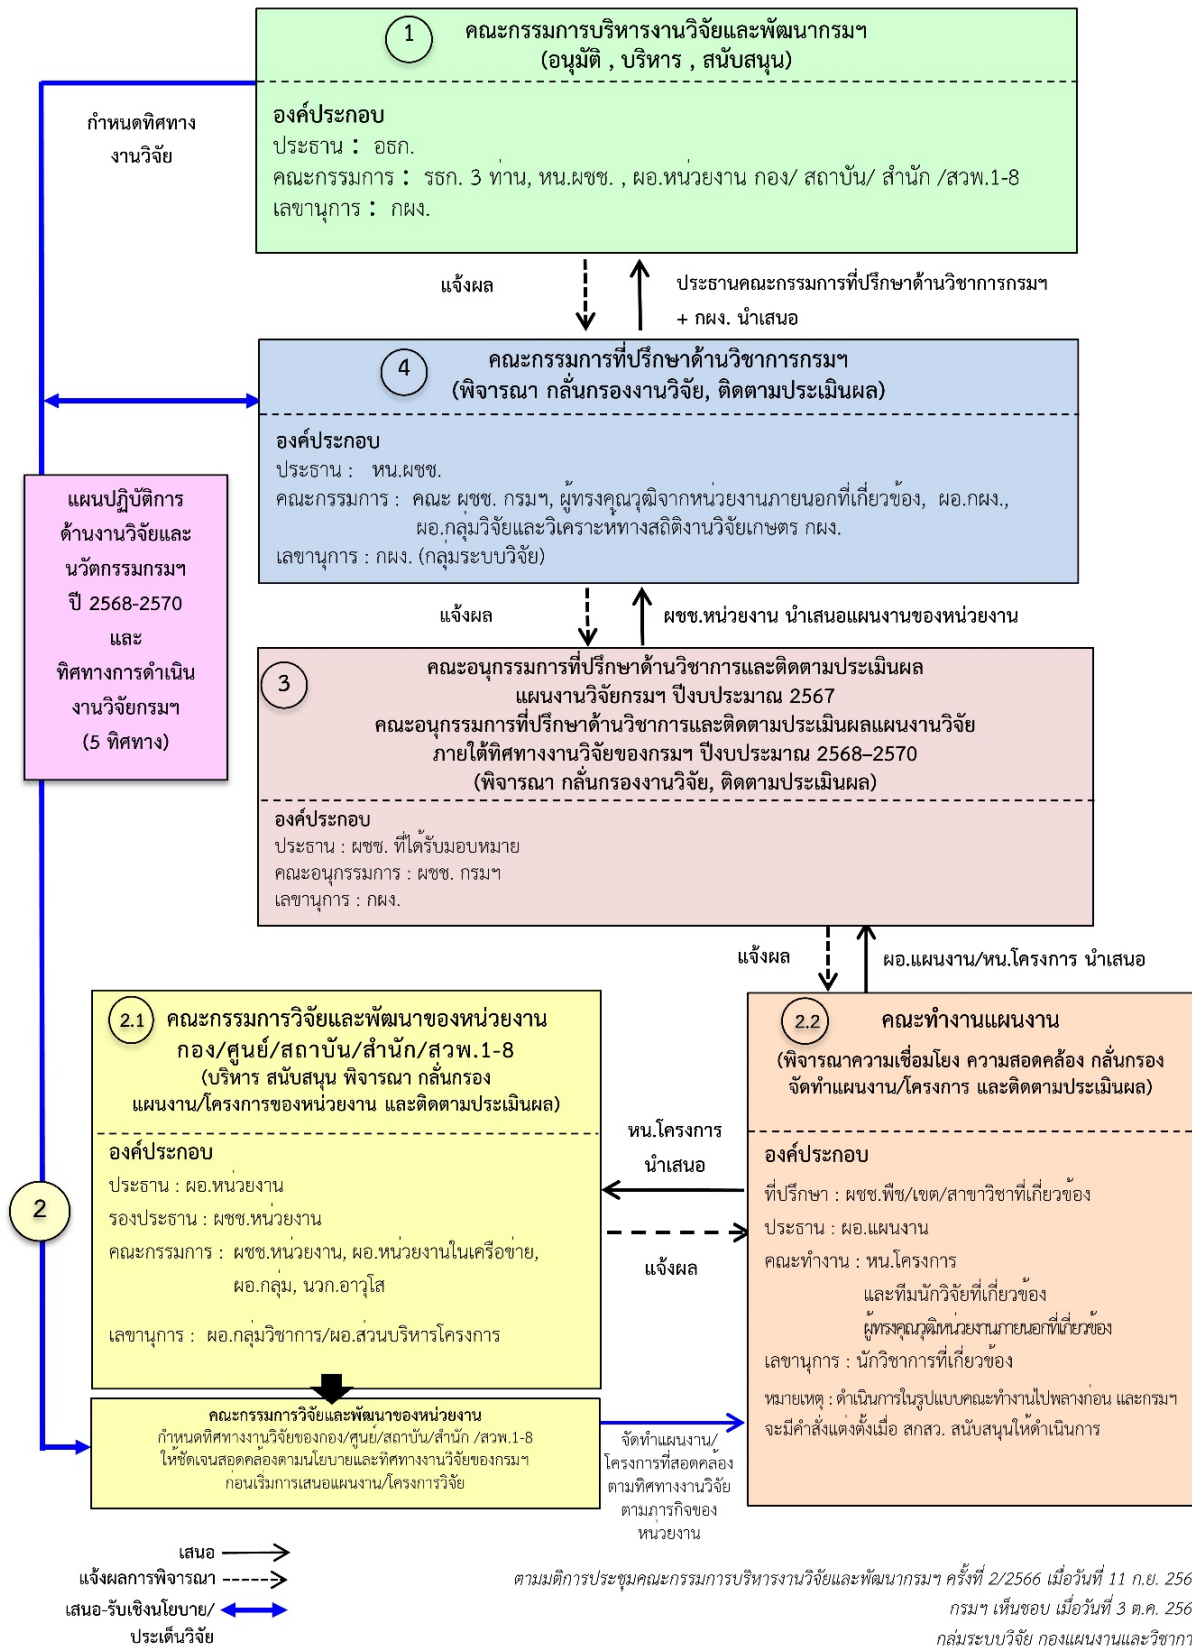 1
คณะกรรมการบริหารงานวิจัยและพัฒนากรมฯ
(อนุมัติ , บริหาร , สนับสนุน)
องค์ประกอบ
ประธาน : อธก.
คณะกรรมการ : รธก. 3 ท่าน, หน.ผชช. , ผอ.หน่วยงาน กอง/ สถาบัน/ สำนัก /สวพ.1-8
เลขานุการ : กผง.
กำหนดทิศทาง
งานวิจัย
แจ้งผล
ประธานคณะกรรมการที่ปรึกษาด้านวิชาการกรมฯ
+ กผง. นำเสนอ
4
คณะกรรมการที่ปรึกษาด้านวิชาการกรมฯ
(พิจารณา กลั่นกรองงานวิจัย, ติดตามประเมินผล)
องค์ประกอบ
ประธาน : หน.ผชช.
คณะกรรมการ : คณะ ผชช. กรมฯ, ผู้ทรงคุณวุฒิจากหน่วยงานภายนอกที่เกี่ยวข้อง, ผอ.กผง.,
ผอ.กลุ่มวิจัยและวิเคราะห์ทางสถิติงานวิจัยเกษตร กผง.
เลขานุการ : กผง. (กลุ่มระบบวิจัย)
แผนปฏิบัติการ
ด้านงานวิจัยและ
นวัตกรรมกรมฯ
ปี 2568-2570
และ
ทิศทางการดำเนิน
งานวิจัยกรมฯ
(5 ทิศทาง)
แจ้งผล
ผชช.หน่วยงาน นำเสนอแผนงานของหน่วยงาน
3
คณะอนุกรรมการที่ปรึกษาด้านวิชาการและติดตามประเมินผล
แผนงานวิจัยกรมฯ ปีงบประมาณ 2567
คณะอนุกรรมการที่ปรึกษาด้านวิชาการและติดตามประเมินผลแผนงานวิจัย
ภายใต้ทิศทางงานวิจัยของกรมฯ ปีงบประมาณ 2568–2570
(พิจารณา กลั่นกรองงานวิจัย, ติดตามประเมินผล)
องค์ประกอบ
ประธาน : ผชช. ที่ได้รับมอบหมาย
คณะอนุกรรมการ : ผชช. กรมฯ
เลขานุการ : กผง.
แจ้งผล
ผอ.แผนงาน/หน.โครงการ นำเสนอ
2
2.1
คณะกรรมการวิจัยและพัฒนาของหน่วยงาน
กอง/ศูนย์/สถาบัน/สำนัก/สวพ.1-8
(บริหาร สนับสนุน พิจารณา กลั่นกรอง
แผนงาน/โครงการของหน่วยงาน และติดตามประเมินผล)
องค์ประกอบ
ประธาน : ผอ.หน่วยงาน
รองประธาน : ผชช.หน่วยงาน
คณะกรรมการ : ผชช.หน่วยงาน, ผอ.หน่วยงานในเครือข่าย,
ผอ.กลุ่ม, นวก.อาวุโส
เลขานุการ : ผอ.กลุ่มวิชาการ/ผอ.ส่วนบริหารโครงการ
คณะกรรมการวิจัยและพัฒนาของหน่วยงาน
กำหนดทิศทางงานวิจัยของกอง/ศูนย์/สถาบัน/สำนัก /สวพ.1-8
ให้ชัดเจนสอดคล้องตามนโยบายและทิศทางงานวิจัยของกรมฯ
ก่อนเริ่มการเสนอแผนงาน/โครงการวิจัย
หน.โครงการ
นำเสนอ
แจ้งผล
จัดทำแผนงาน/
โครงการที่สอดคล้อง
ตามทิศทางงานวิจัย
ตามภารกิจของ
หน่วยงาน
2.2
คณะทำงานแผนงาน
(พิจารณาความเชื่อมโยง ความสอดคล้อง กลั่นกรอง
จัดทำแผนงาน/โครงการ และติดตามประเมินผล)
องค์ประกอบ
ที่ปรึกษา : ผชช.พืช/เขต/สาขาวิชาที่เกี่ยวข้อง
ประธาน : ผอ.แผนงาน
คณะทำงาน : หน.โครงการ
และทีมนักวิจัยที่เกี่ยวข้อง
ผู้ทรงคุณวุฒิหน่วยงานภายนอกที่เกี่ยวข้อง
เลขานุการ : นักวิชาการที่เกี่ยวข้อง
หมายเหตุ : ดำเนินการในรูปแบบคณะทำงานไปพลางก่อน และกรมฯ
จะมีคำสั่งแต่งตั้งเมื่อ สกสว. สนับสนุนให้ดำเนินการ
เสนอ
แจ้งผลการพิจารณา
เสนอ-รับเชิงนโยบาย/
ประเด็นวิจัย
ตามมติการประชุมคณะกรรมการบริหารงานวิจัยและพัฒนากรมฯ ครั้งที่ 2/2566 เมื่อวันที่ 11 ก.ย. 256
กรมฯ เห็นชอบ เมื่อวันที่ 3 ต.ค. 256
กลุ่มระบบวิจัย กองแผนงานและวิชากา